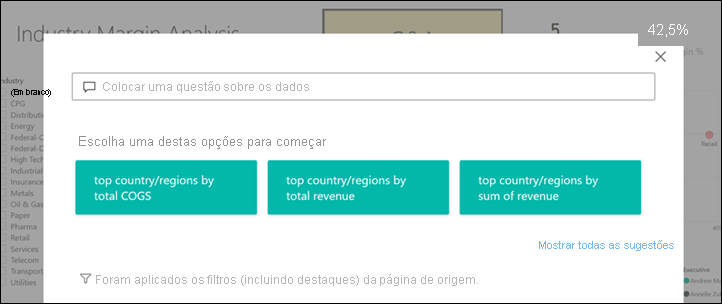 Industry Margin Analysis
5
42,5%
Industry
(Em branco)
CPG
Energy
Federal-
Federal-D
High Tech
Industrial
Insurance
Metals
Oil & Gas
Paper
Pharma
Retail
Services
Telecom
Transport
Utilities
Colocar uma questão sobre os dados
Escolha uma destas opções para começar
top country/regions by
total COGS
top country/regions by
total revenue
top country/regions by
sum of revenue
Mostrar todas as sugestões
Foram aplicados os filtros (incluindo destaques) da página de origem.
Retail
Executive